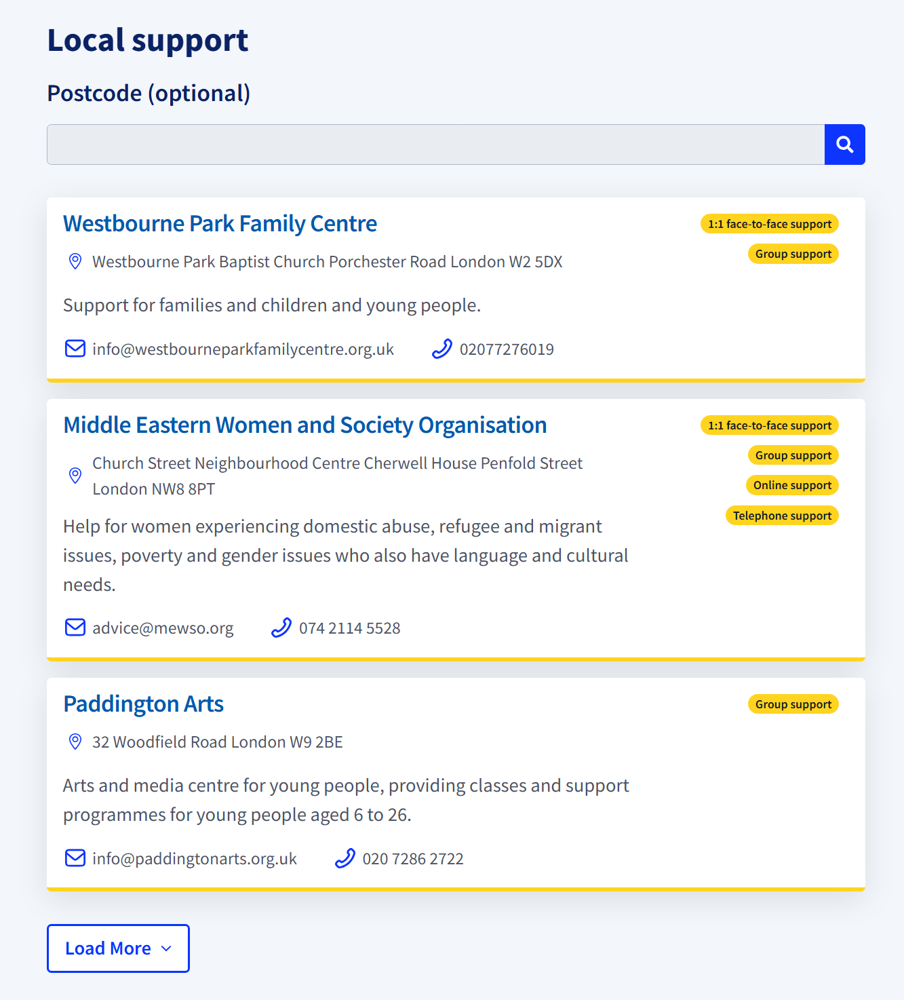 Local support
Postcode (optional)
Westbourne Park Family Centre
1:1 face-to-face support
Westbourne Park Baptist Church Porchester Road London W2 5DX
Group support
Support for families and children and young people.
info@westbourneparkfamilycentre.org.uk
02077276019
Middle Eastern Women and Society Organisation
1:1 face-to-face support
Church Street Neighbourhood Centre Cherwell House Penfold Street
London NW8 8PT
Group support
Online support
Telephone support
Help for women experiencing domestic abuse, refugee and migrant
issues, poverty and gender issues who also have language and cultural
needs.
advice@mewso.org
074 2114 5528
Paddington Arts
Group support
32 Woodfield Road London W9 2BE
Arts and media centre for young people, providing classes and support
programmes for young people aged 6 to 26.
info@paddingtonarts.org.uk
020 7286 2722
Load More